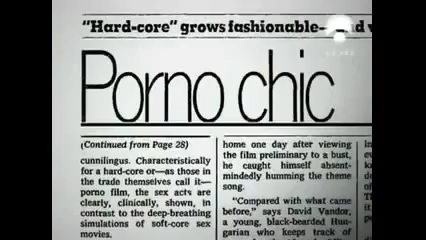 "Hard-core" grows fashionable—
Porno chic
(Continued from Page 28)
cunnilingus. Characteristically
for a hard-core or—as those in
the trade themselves call it—
porno film, the sex acts are
clearly, clinically, shown, in
contrast to the deep-breathing
simulations of soft-core sex
movies.
home one day after viewing
the film preliminary to a bust,
he caught himself absent-
mindedly humming the theme
song.
"Compared with what came
before," says David Vandor,
a young, black-bearded Hun-
garian who keeps track of